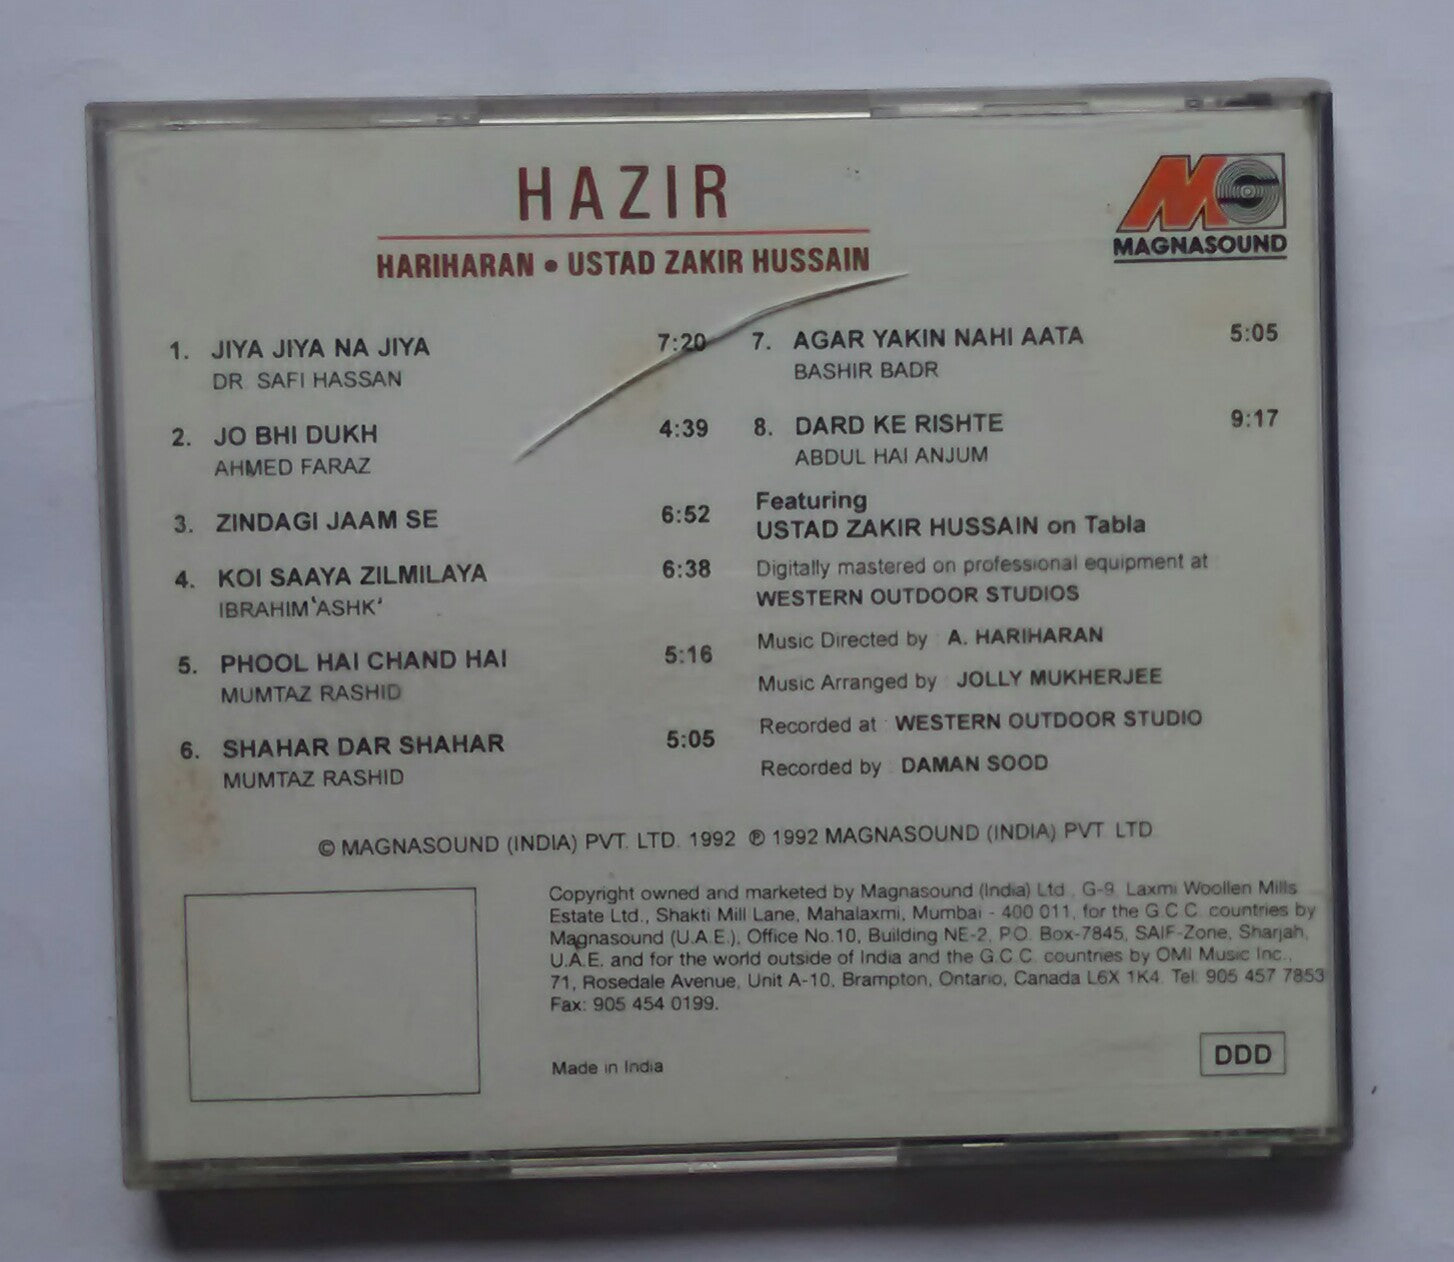 HAZIR
HARIHARAN • USTAD ZAKIR HUSSAIN
MAGNASOUND
1. JIYA JIYA NA JIYA 7:20
DR. SAFI HASSAN
2. JO BHI DUKH 4:39
AHMED FARAZ
3. ZINDAGI JAAM SE 6:52
4. KOI SAAYA ZILMILAYA 6:38
IBRAHIM 'ASHK'
5. PHOOL HAI CHAND HAI 5:16
MUMTAZ RASHID
6. SHAHAR DAR SHAHAR 5:05
MUMTAZ RASHID
7. AGAR YAKIN NAHI AATA 5:05
BASHIR BADR
8. DARD KE RISHTE 9:17
ABDUL HAI ANJUM
Featuring
USTAD ZAKIR HUSSAIN on Tabla
Digitally mastered on professional equipment at
WESTERN OUTDOOR STUDIOS
Music Directed by : A. HARIHARAN
Music Arranged by : JOLLY MUKHERJEE
Recorded at : WESTERN OUTDOOR STUDIO
Recorded by : DAMAN SOOD
© MAGNASOUND (INDIA) PVT. LTD. 1992 ℗ 1992 MAGNASOUND (INDIA) PVT. LTD.
Copyright owned and marketed by Magnasound (India) Ltd., G-9, Laxmi Woollen Mills
Estate Ltd., Shakti Mill Lane, Mahalaxmi, Mumbai - 400 011, for the G.C.C. countries by
Magnasound (U.A.E.), Office No.10, Building NE-2, P.O. Box-7845, SAIF-Zone, Sharjah,
U.A.E. and for the world outside of India and the G.C.C. countries by OMI Music Inc.,
71, Rosedale Avenue, Unit A-10, Brampton, Ontario, Canada L6X 1K4. Tel: 905 457 7853
Fax: 905 454 0199.
Made in India
DDD